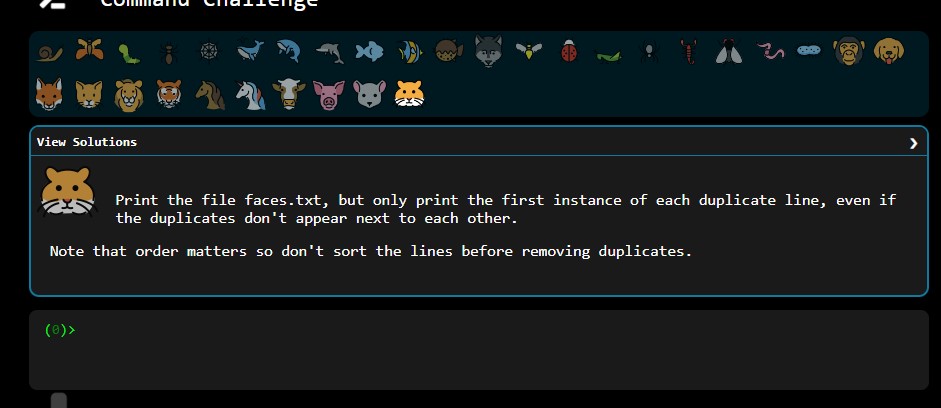 Command Challenge
View Solutions
Print the file faces.txt, but only print the first instance of each duplicate line, even if
the duplicates don't appear next to each other.
Note that order matters so don't sort the lines before removing duplicates.
(0)>